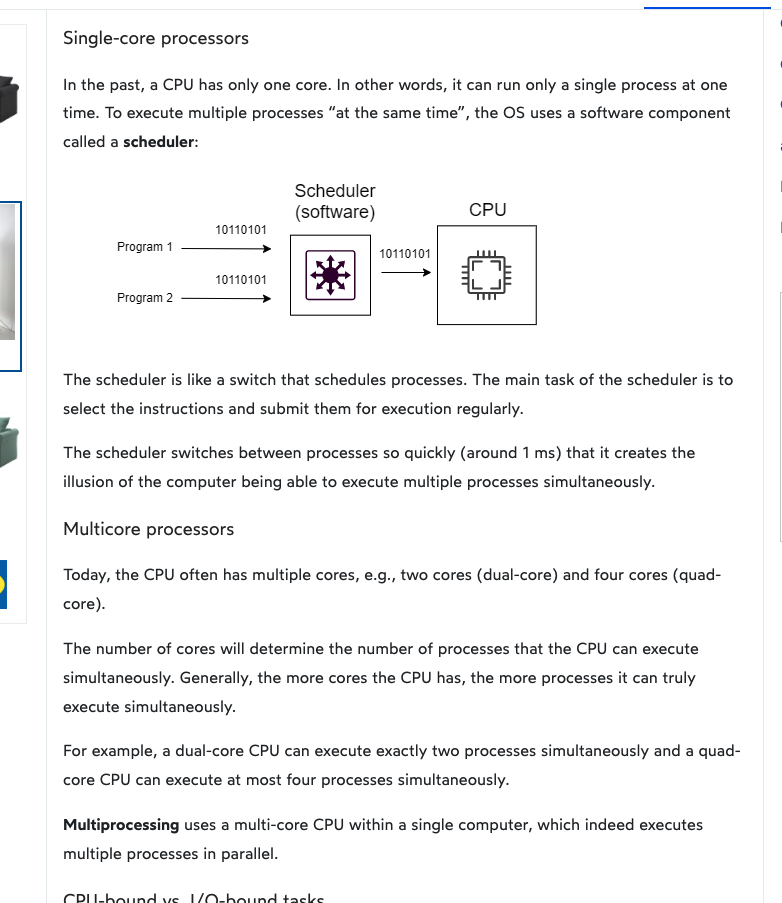 Single-core processors
In the past, a CPU has only one core. In other words, it can run only a single process at one
time. To execute multiple processes “at the same time”, the OS uses a software component
called a scheduler:
Scheduler
(software)
CPU
10110101
Program 1
10110101
10110101
Program 2
The scheduler is like a switch that schedules processes. The main task of the scheduler is to
select the instructions and submit them for execution regularly.
The scheduler switches between processes so quickly (around 1 ms) that it creates the
illusion of the computer being able to execute multiple processes simultaneously.
Multicore processors
Today, the CPU often has multiple cores, e.g., two cores (dual-core) and four cores (quad-
core).
The number of cores will determine the number of processes that the CPU can execute
simultaneously. Generally, the more cores the CPU has, the more processes it can truly
execute simultaneously.
For example, a dual-core CPU can execute exactly two processes simultaneously and a quad-
core CPU can execute at most four processes simultaneously.
Multiprocessing uses a multi-core CPU within a single computer, which indeed executes
multiple processes in parallel.
CPU-bound vs. I/O-bound tasks